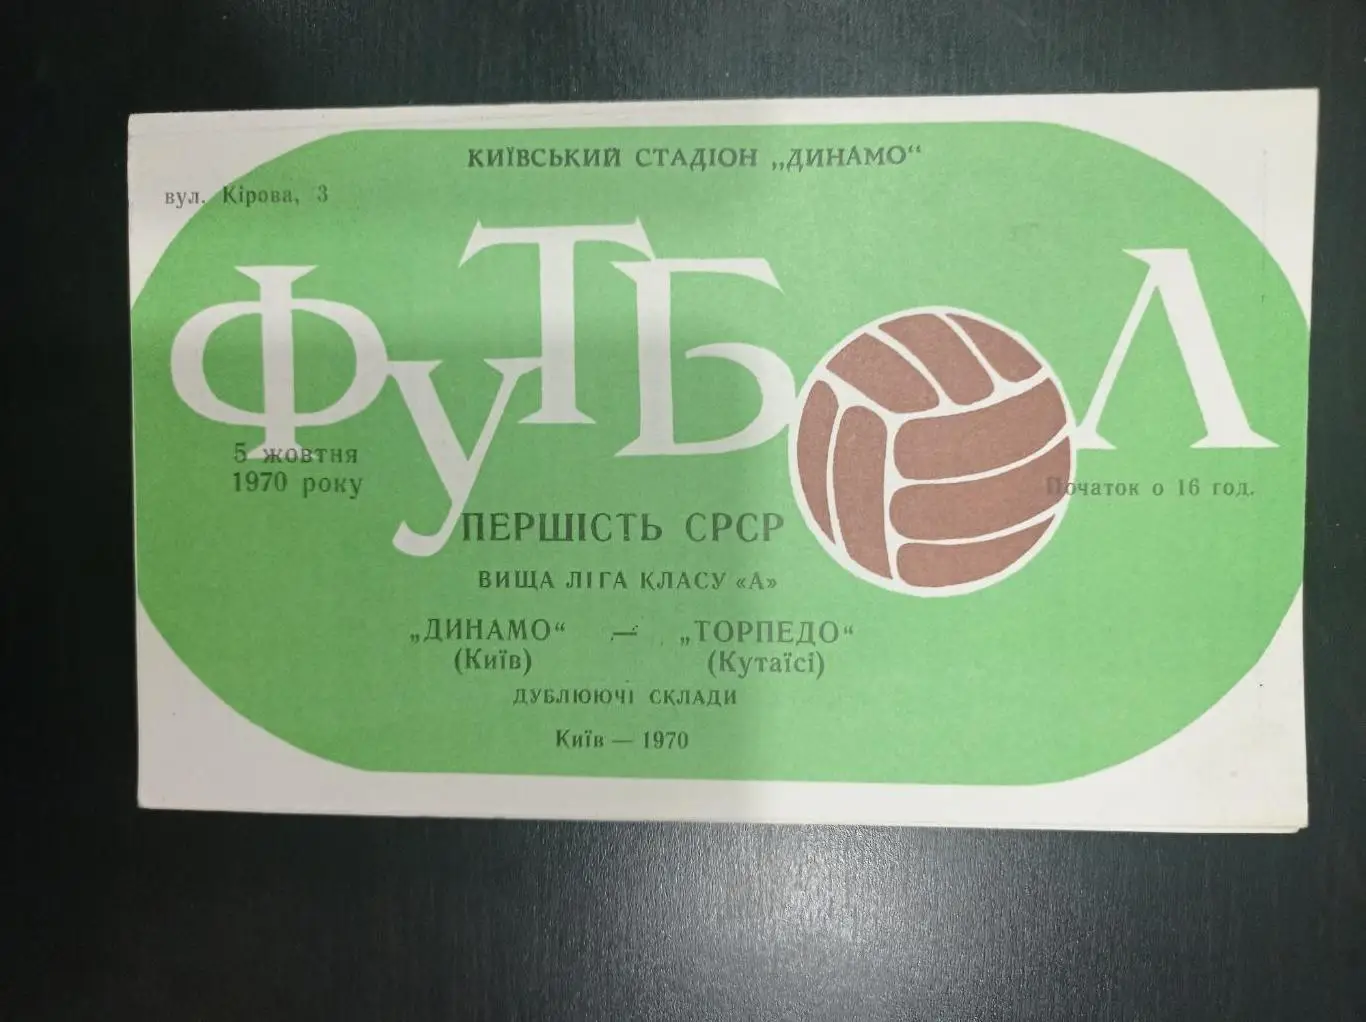 КИЇВСЬКИЙ СТАДІОН „ДИНАМО“
вул. Кірова, 3
ФУТБОЛ
5 жовтня
1970 року
Початок о 16 год.
ПЕРШІСТЬ СРСР
ВИЩА ЛІГА КЛАСУ «А»
„ДИНАМО“ — „ТОРПЕДО“
(Київ) (Кутаїсі)
ДУБЛЮЮЧІ СКЛАДИ
Київ — 1970